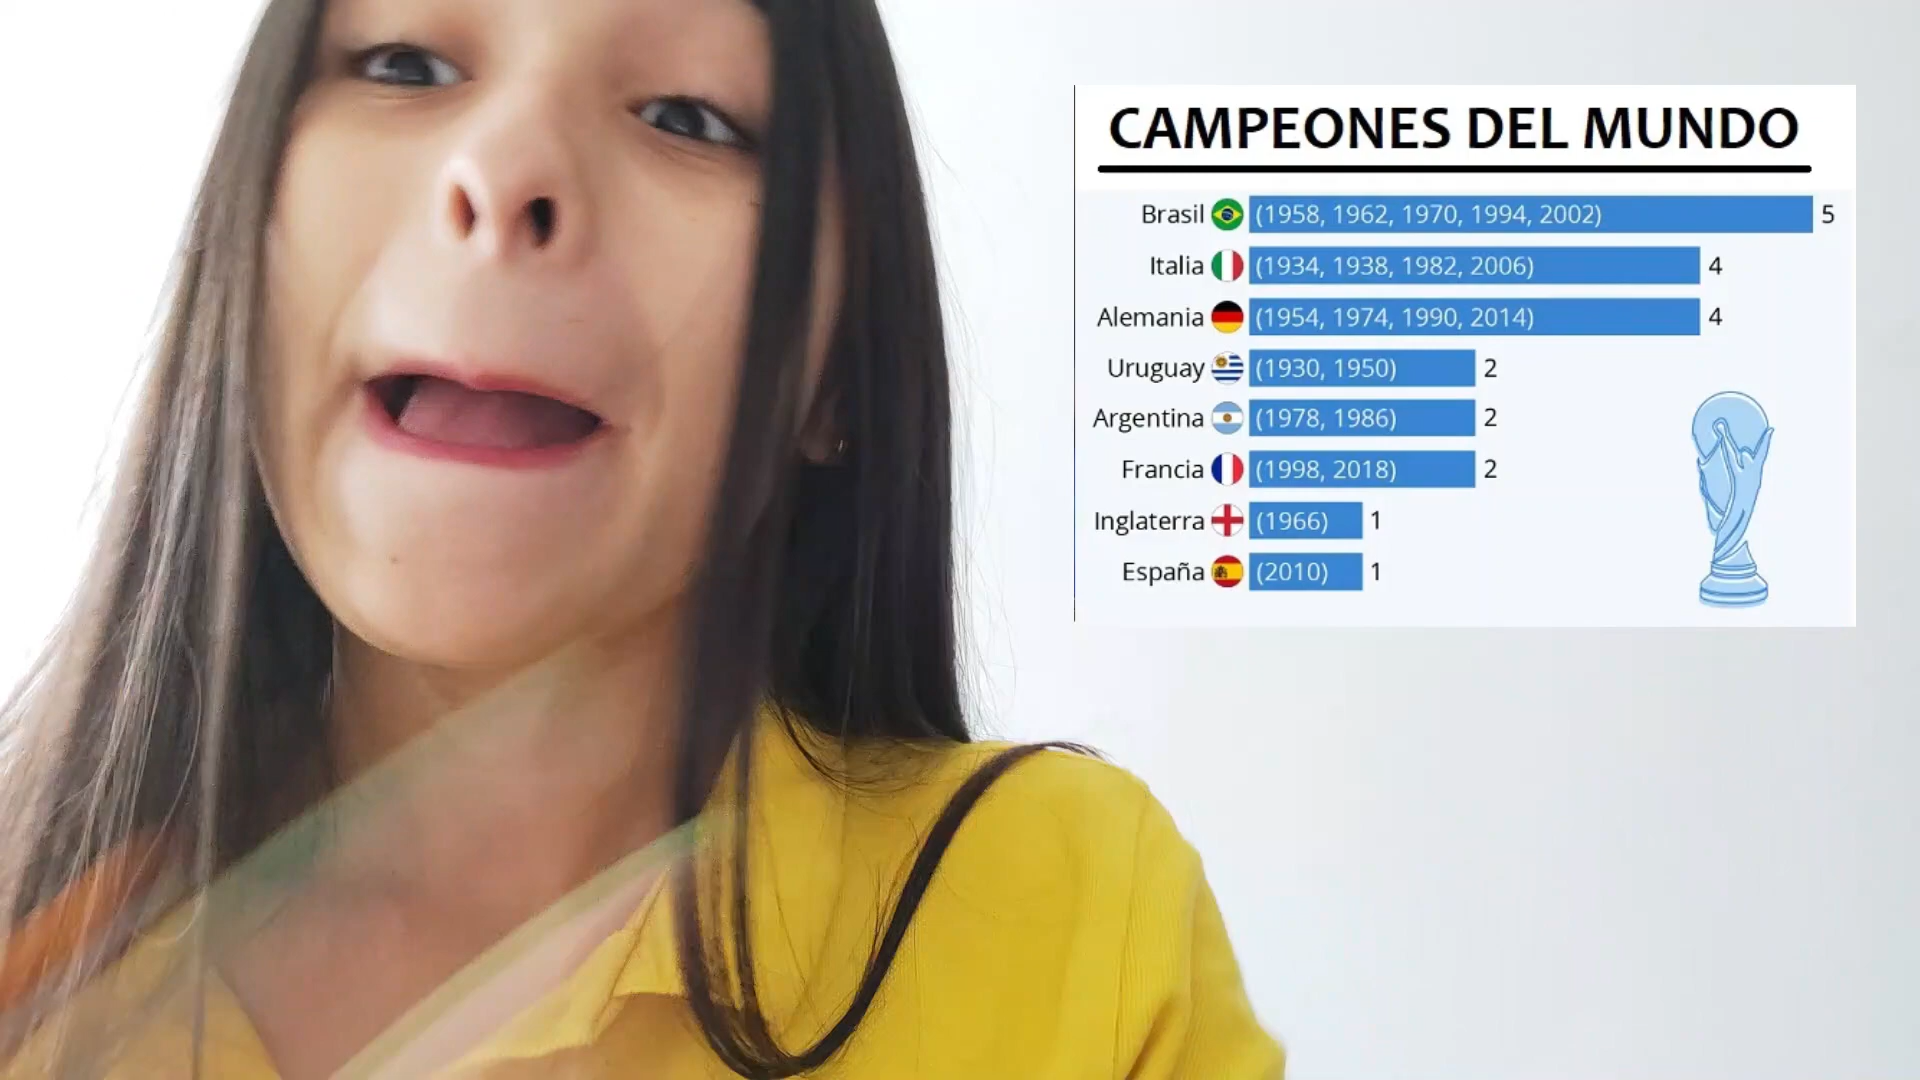 CAMPEONES DEL MUNDO
Brasil (1958, 1962, 1970, 1994, 2002) 5
Italia (1934, 1938, 1982, 2006) 4
Alemania (1954, 1974, 1990, 2014) 4
Uruguay (1930, 1950) 2
Argentina (1978, 1986) 2
Francia (1998, 2018) 2
Inglaterra (1966) 1
España (2010) 1